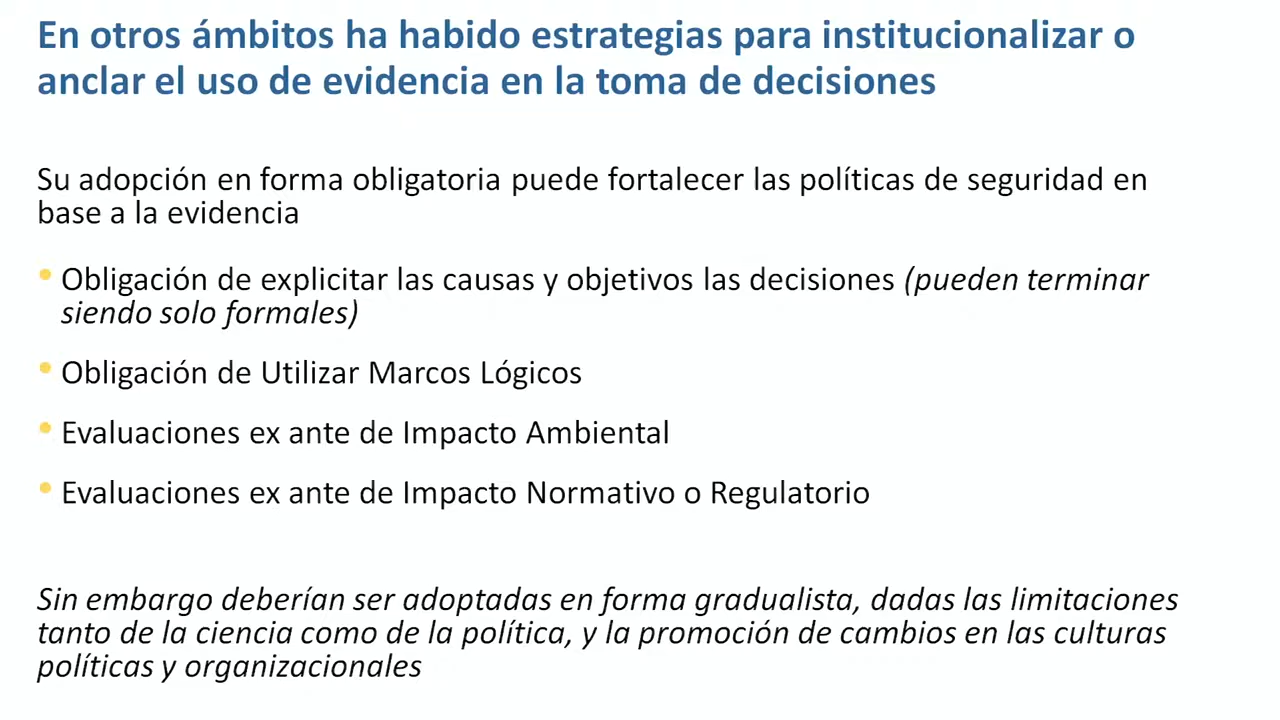 En otros ámbitos ha habido estrategias para institucionalizar o
anclar el uso de evidencia en la toma de decisiones
Su adopción en forma obligatoria puede fortalecer las políticas de seguridad en
base a la evidencia
• Obligación de explicitar las causas y objetivos las decisiones (pueden terminar
siendo solo formales)
• Obligación de Utilizar Marcos Lógicos
• Evaluaciones ex ante de Impacto Ambiental
• Evaluaciones ex ante de Impacto Normativo o Regulatorio
Sin embargo deberían ser adoptadas en forma gradualista, dadas las limitaciones
tanto de la ciencia como de la política, y la promoción de cambios en las culturas
políticas y organizacionales